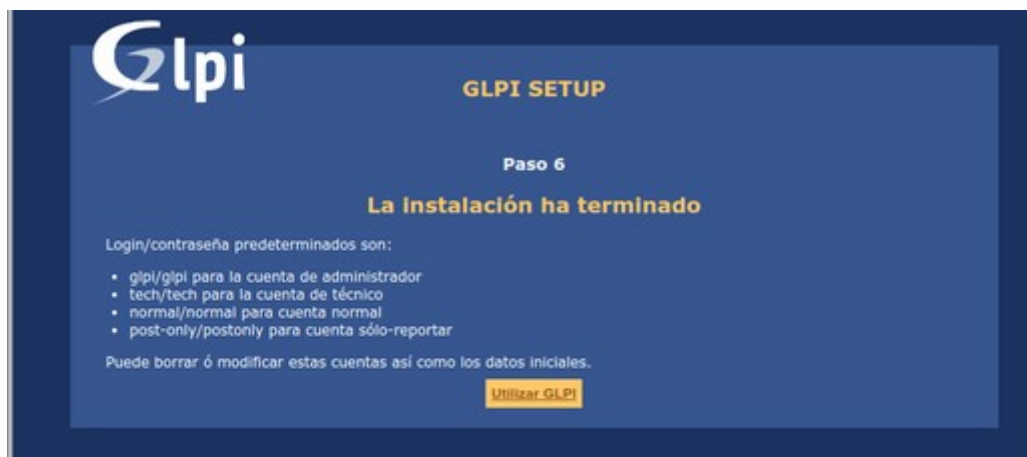 Glpi
GLPI SETUP
Paso 6
La instalación ha terminado
Login/contraseña predeterminados son:
• glpi/glpi para la cuenta de administrador
• tech/tech para la cuenta de técnico
• normal/normal para cuenta normal
• post-only/postonly para cuenta sólo-reportar
Puede borrar ó modificar estas cuentas así como los datos iniciales.
Utilizar GLPI